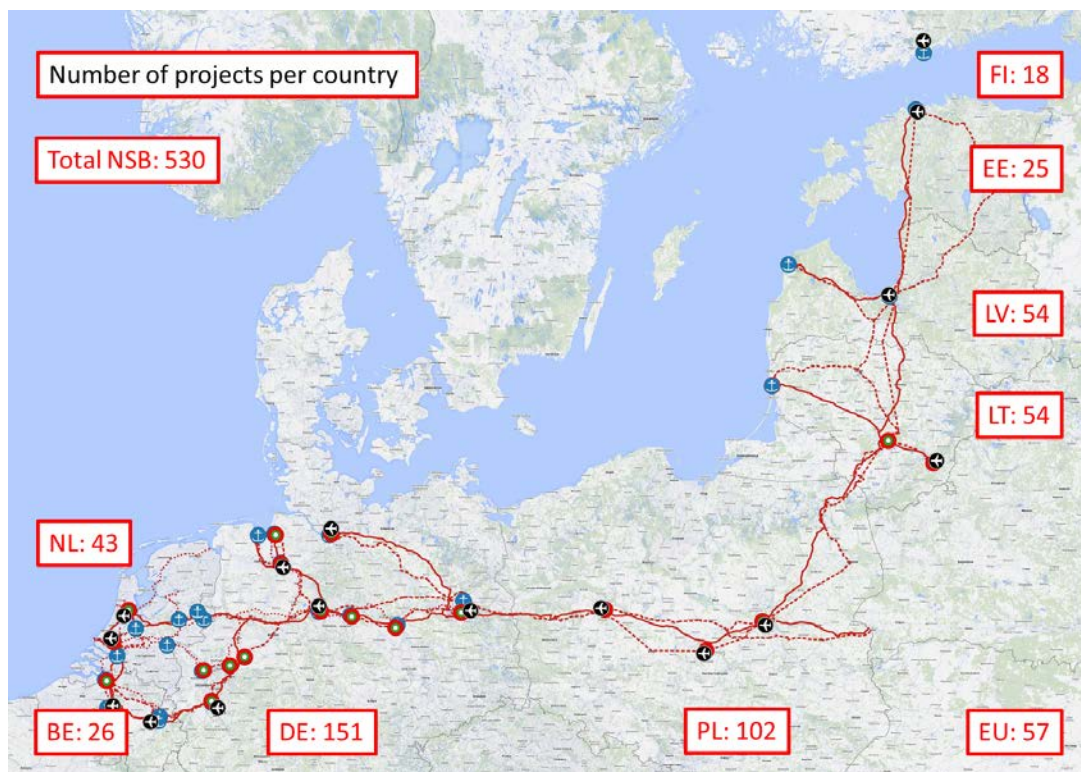 Number of projects per country
FI: 18
Total NSB: 530
EE: 25
LV: 54
LT: 54
NL: 43
BE: 26
DE: 151
PL: 102
EU: 57